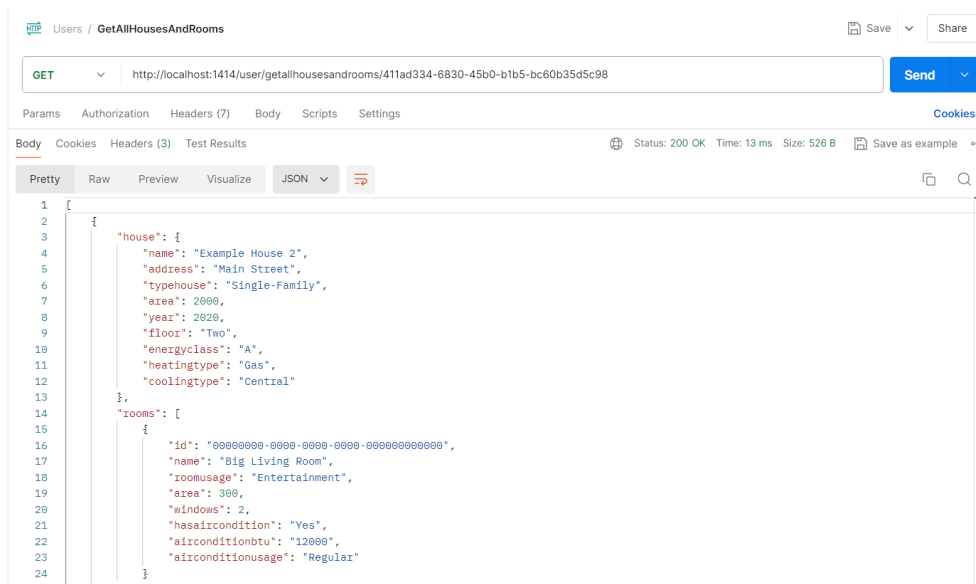 HTTP Users / GetAllHousesAndRooms Save Share
GET http://localhost:1414/user/getallhousesandrooms/411ad334-6830-45b0-b1b5-bc60b35d5c98 Send
Params Authorization Headers (7) Body Scripts Settings Cookies
Body Cookies Headers (3) Test Results Status: 200 OK Time: 13 ms Size: 526 B Save as example
Pretty Raw Preview Visualize JSON
1 [
2 {
3 "house": {
4 "name": "Example House 2",
5 "address": "Main Street",
6 "typehouse": "Single-Family",
7 "area": 2000,
8 "year": 2020,
9 "floor": "Two",
10 "energyclass": "A",
11 "heatingtype": "Gas",
12 "coolingtype": "Central"
13 },
14 "rooms": [
15 {
16 "id": "00000000-0000-0000-0000-000000000000",
17 "name": "Big Living Room",
18 "roomusage": "Entertainment",
19 "area": 300,
20 "windows": 2,
21 "hasaircondition": "Yes",
22 "airconditionbtu": "12000",
23 "airconditionusage": "Regular"
24 }